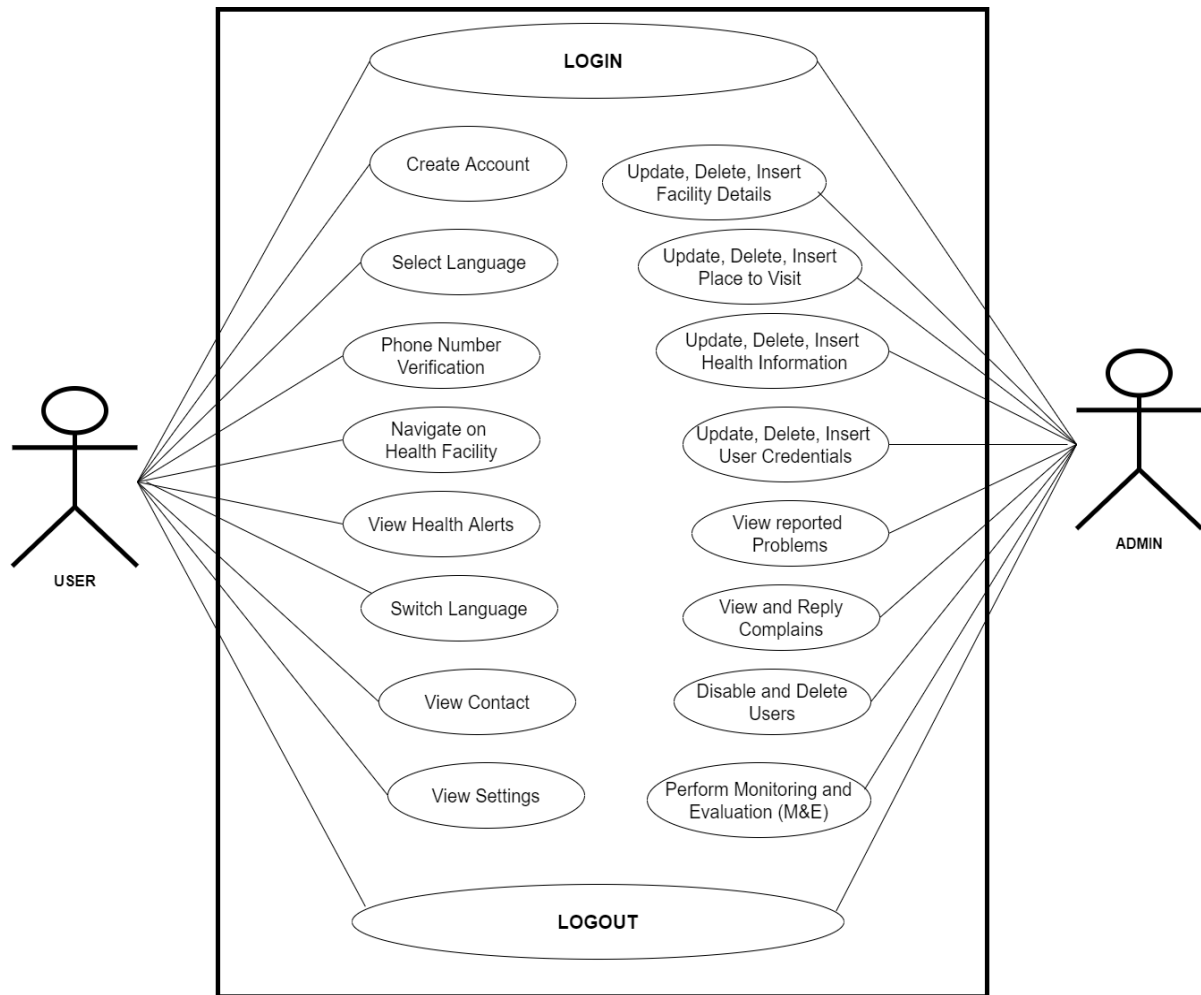 LOGIN
Create Account
Update, Delete, Insert
Facility Details
Select Language
Update, Delete, Insert
Place to Visit
Phone Number
Verification
Update, Delete, Insert
Health Information
Navigate on
Health Facility
Update, Delete, Insert
User Credentials
View Health Alerts
View reported
Problems
USER
ADMIN
Switch Language
View and Reply
Complains
View Contact
Disable and Delete
Users
View Settings
Perform Monitoring and
Evaluation (M&E)
LOGOUT